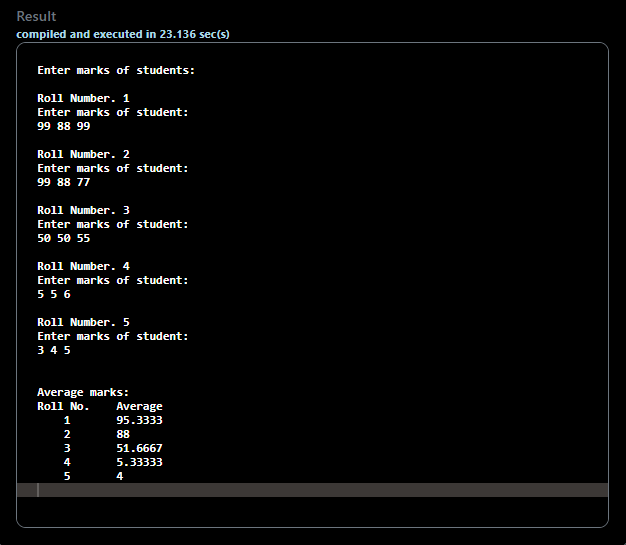 Result
compiled and executed in 23.136 sec(s)
Enter marks of students:
Roll Number. 1
Enter marks of student:
99 88 99
Roll Number. 2
Enter marks of student:
99 88 77
Roll Number. 3
Enter marks of student:
50 50 55
Roll Number. 4
Enter marks of student:
5 5 6
Roll Number. 5
Enter marks of student:
3 4 5
Average marks:
Roll No.    Average
1       95.3333
2       88
3       51.6667
4       5.33333
5       4